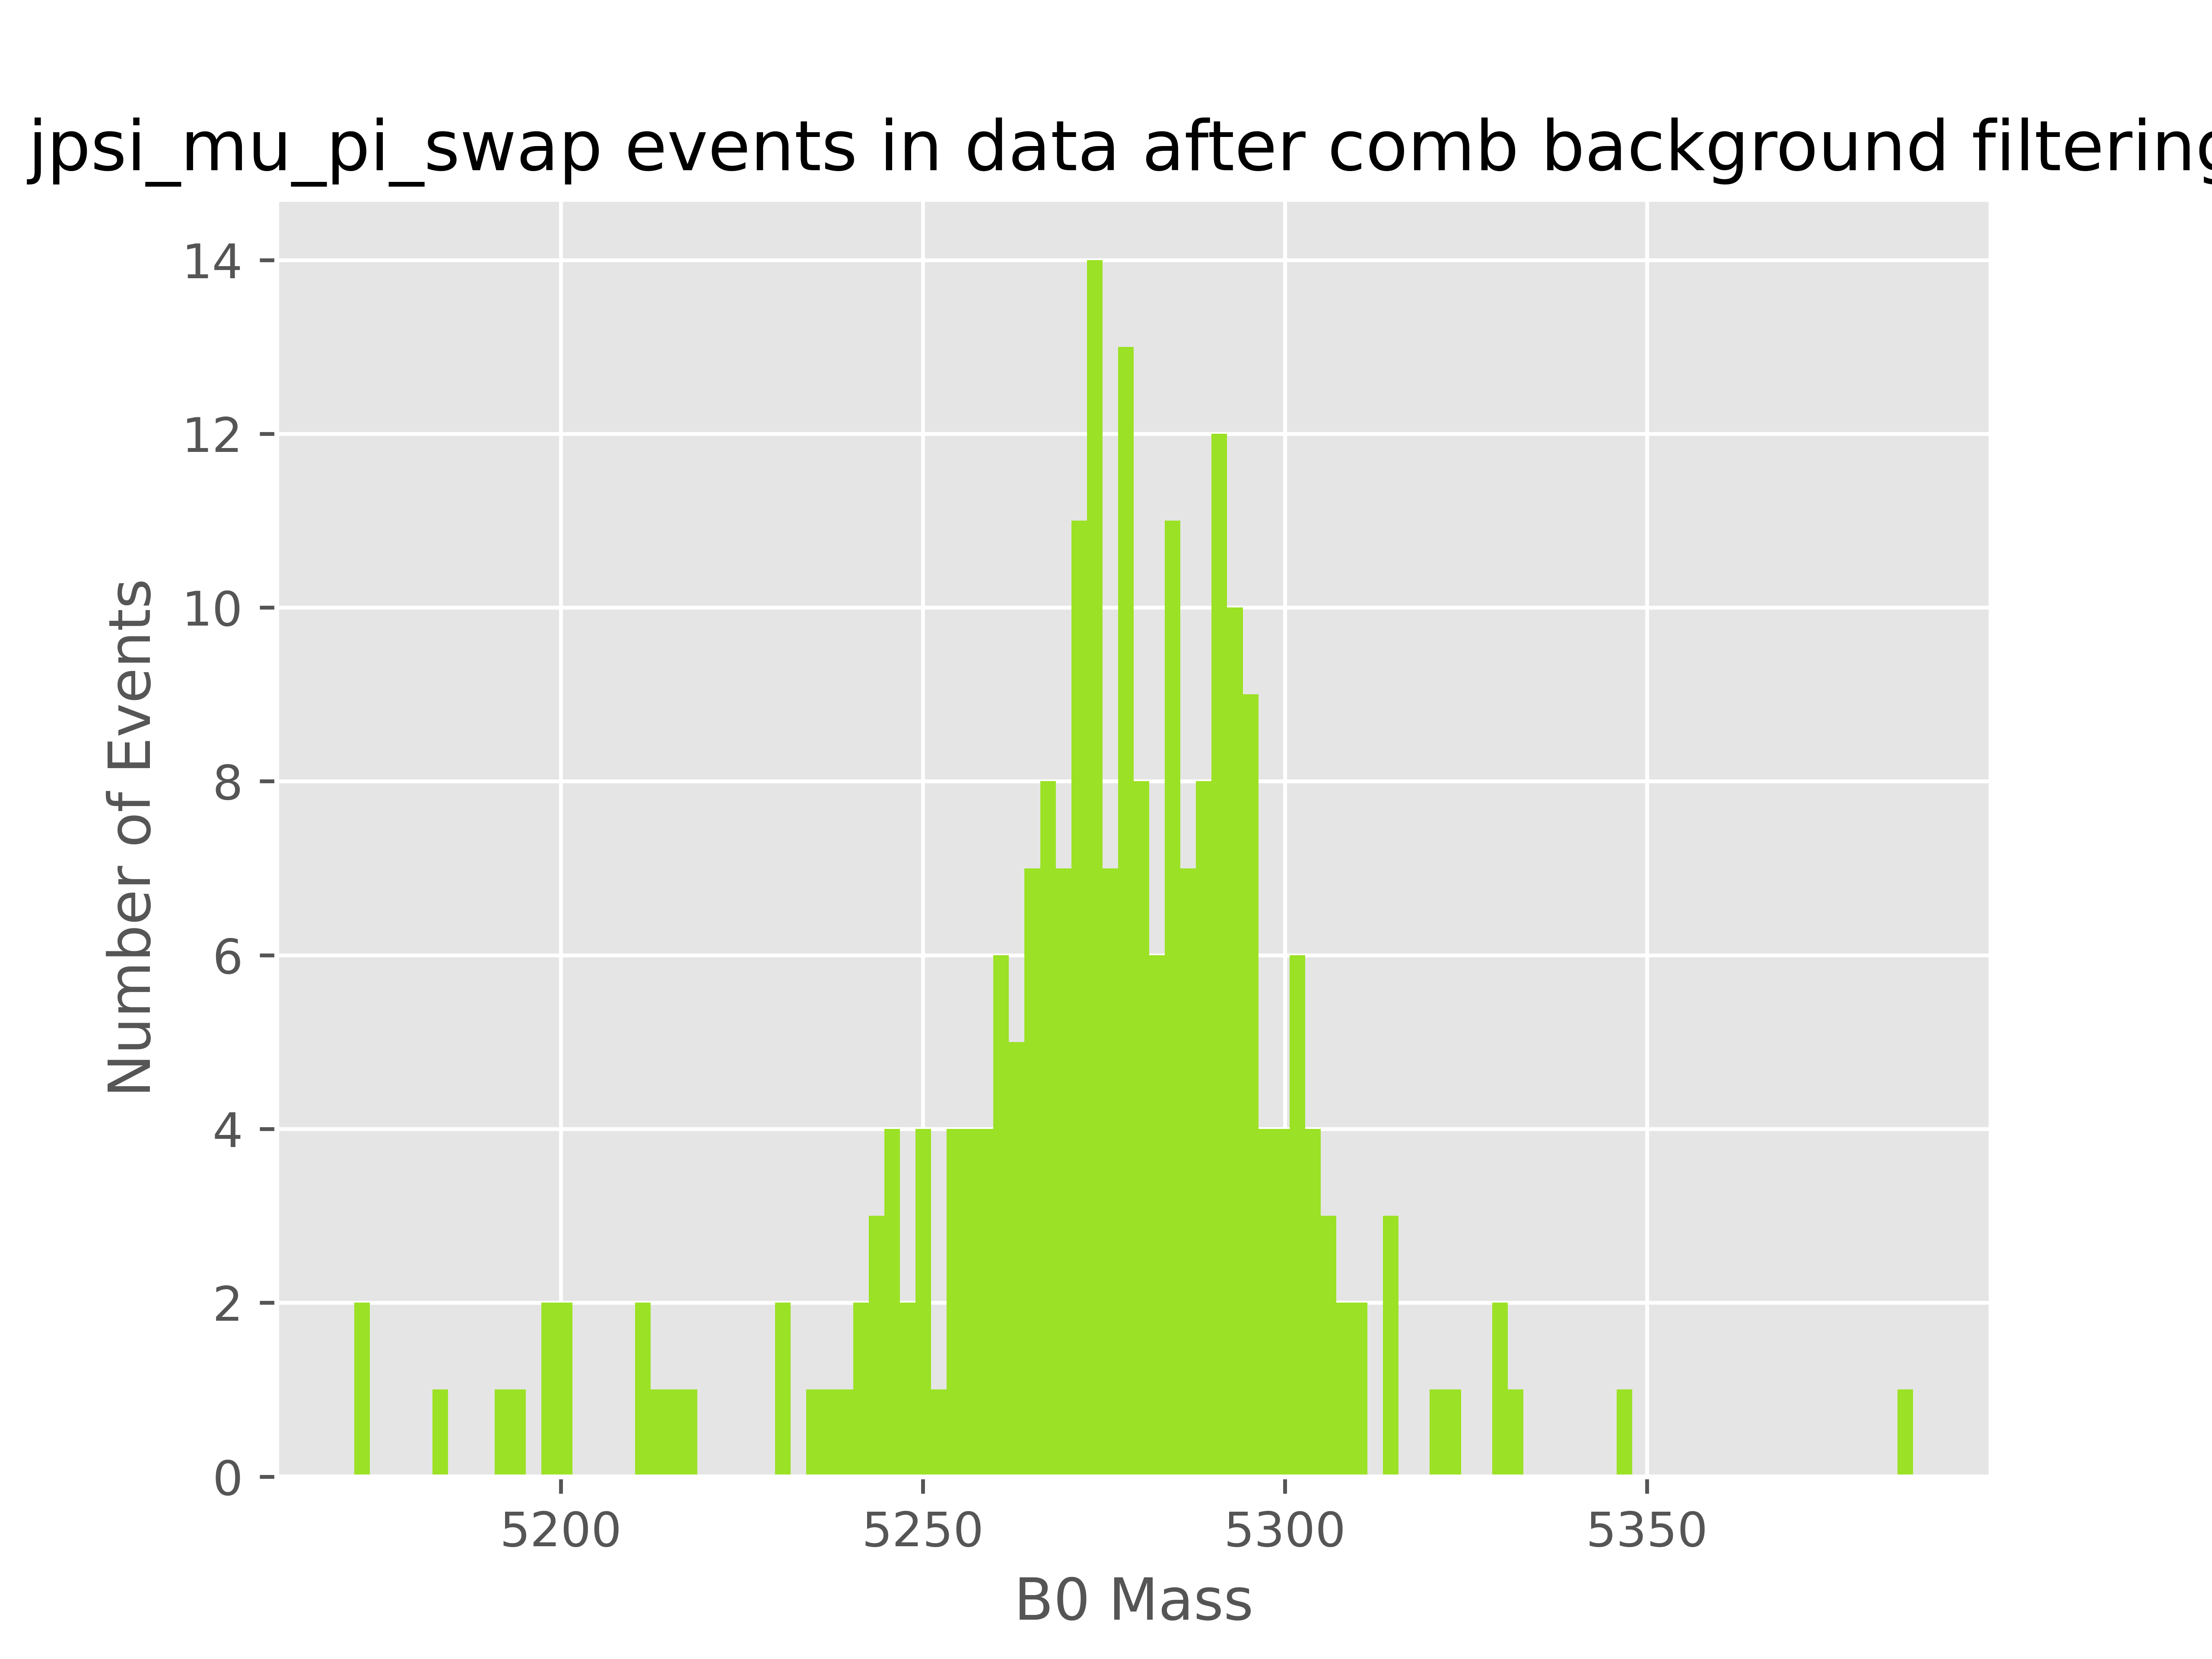 jpsi_mu_pi_swap events in data after comb background filtering
14
12
10
8
6
4
2
0
Number of Events
5200 5250 5300 5350
B0 Mass